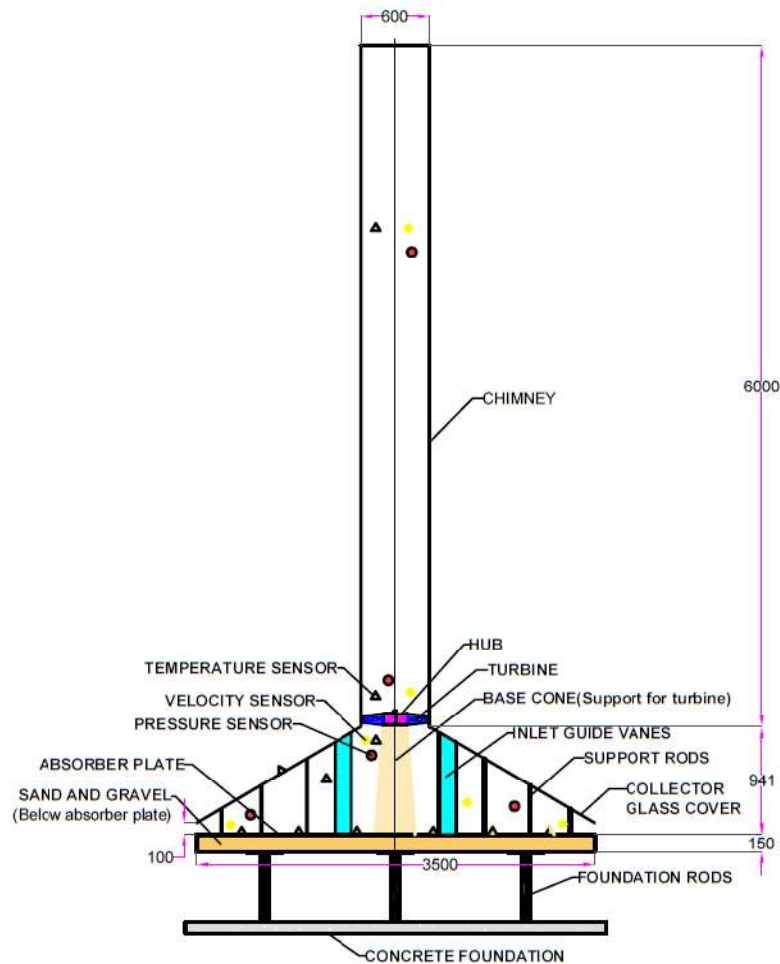 600
6000
CHIMNEY
HUB
TEMPERATURE SENSOR
TURBINE
VELOCITY SENSOR
BASE CONE(Support for turbine)
PRESSURE SENSOR
INLET GUIDE VANES
ABSORBER PLATE
SUPPORT RODS
SAND AND GRAVEL
(Below absorber plate)
COLLECTOR
GLASS COVER
941
100
3500
150
FOUNDATION RODS
CONCRETE FOUNDATION